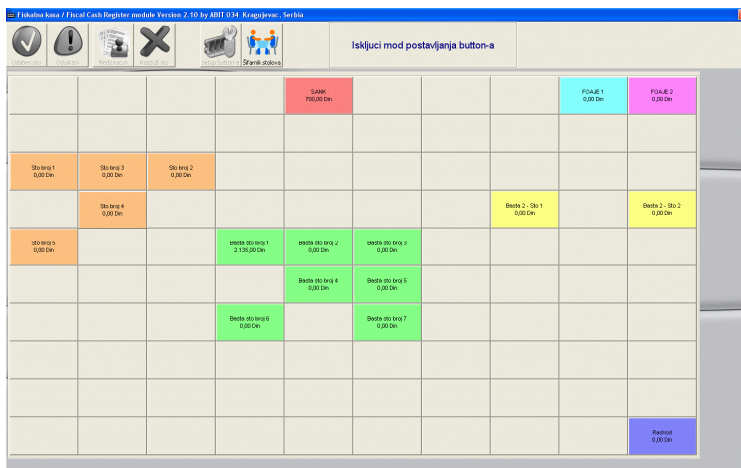 Fiskalna kasa / Fiscal Cash Register module Version 2.10 by ABIT 034 Kragujevac, Serbia
Odaberi sto
Odustani
Medjuracun
Razduži sto
Setup button-a
Šifarnik stolova
Iskljuci mod postavljanja button-a
SANK
700,00 Din
FOAJE 1
0,00 Din
FOAJE 2
0,00 Din
Sto broj 1
0,00 Din
Sto broj 3
0,00 Din
Sto broj 2
0,00 Din
Sto broj 4
0,00 Din
Basta 2 - Sto 1
0,00 Din
Basta 2 - Sto 2
0,00 Din
Sto broj 5
0,00 Din
Basta sto broj 1
2.135,00 Din
Basta sto broj 2
0,00 Din
Basta sto broj 3
0,00 Din
Basta sto broj 4
0,00 Din
Basta sto broj 5
0,00 Din
Basta sto broj 6
0,00 Din
Basta sto broj 7
0,00 Din
Rashod
0,00 Din